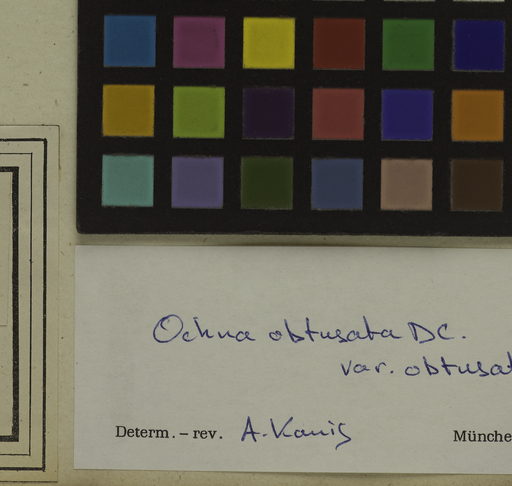 Ochna obtusata DC.
var. obtusat
Determ. – rev. A. Kanis
Münche